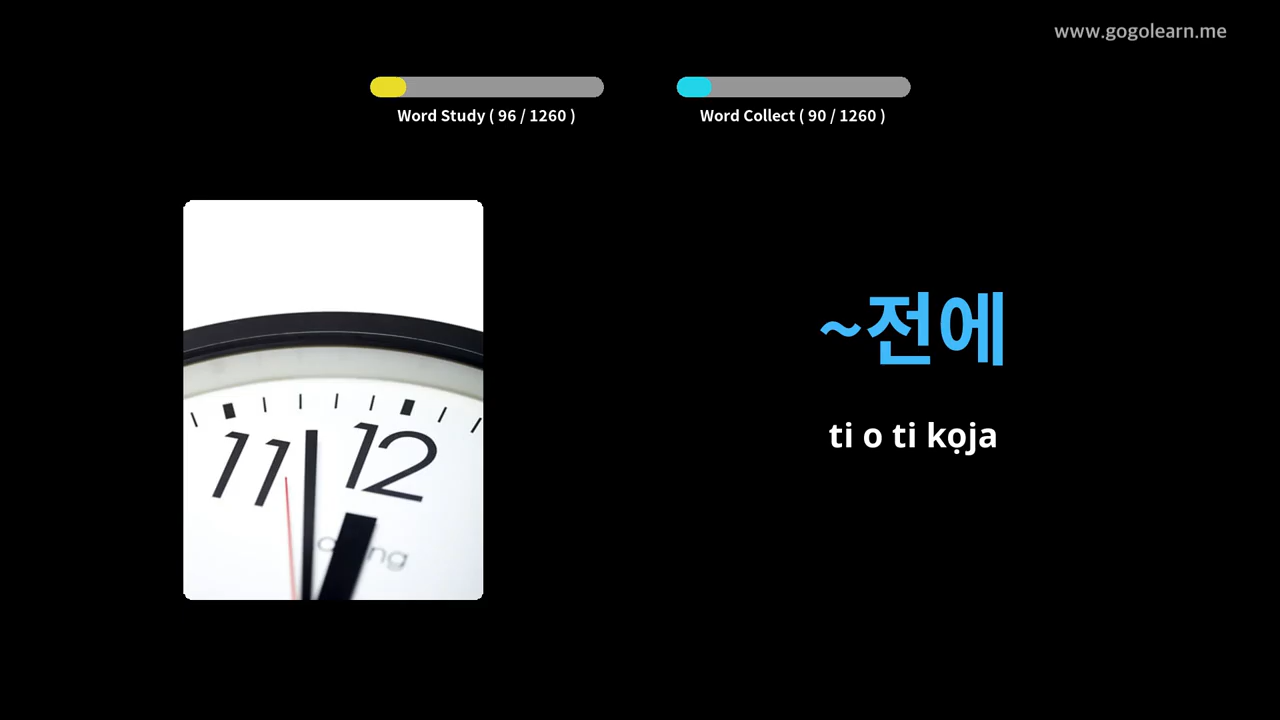 www.gogolearn.me
Word Study ( 96 / 1260 )
Word Collect ( 90 / 1260 )
11 12
~전에
ti o ti kọja